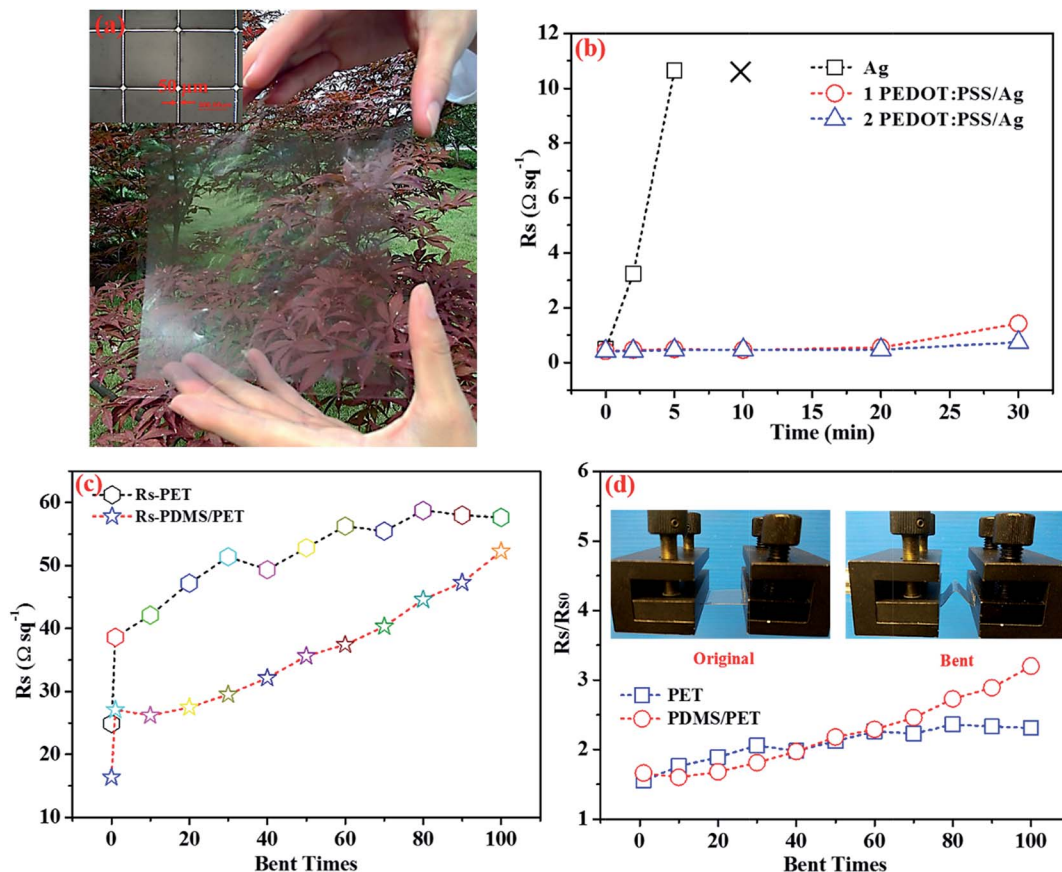 (a)
50 μm
(b)
12
10
8
6
4
2
0
Rs (Ω sq⁻¹)
Ag
1 PEDOT:PSS/Ag
2 PEDOT:PSS/Ag
0 5 10 15 20 25 30
Time (min)
(c)
60
50
40
30
20
10
Rs (Ω sq⁻¹)
Rs-PET
Rs-PDMS/PET
0 20 40 60 80 100
Bent Times
(d)
6
5
4
3
2
1
Rs/Rs₀
Original
Bent
PET
PDMS/PET
0 20 40 60 80 100
Bent Times